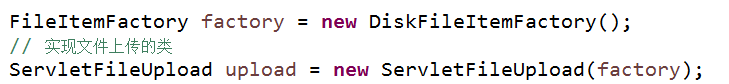 FileItemFactory factory = new DiskFileItemFactory();
// 实现文件上传的类
ServletFileUpload upload = new ServletFileUpload(factory);